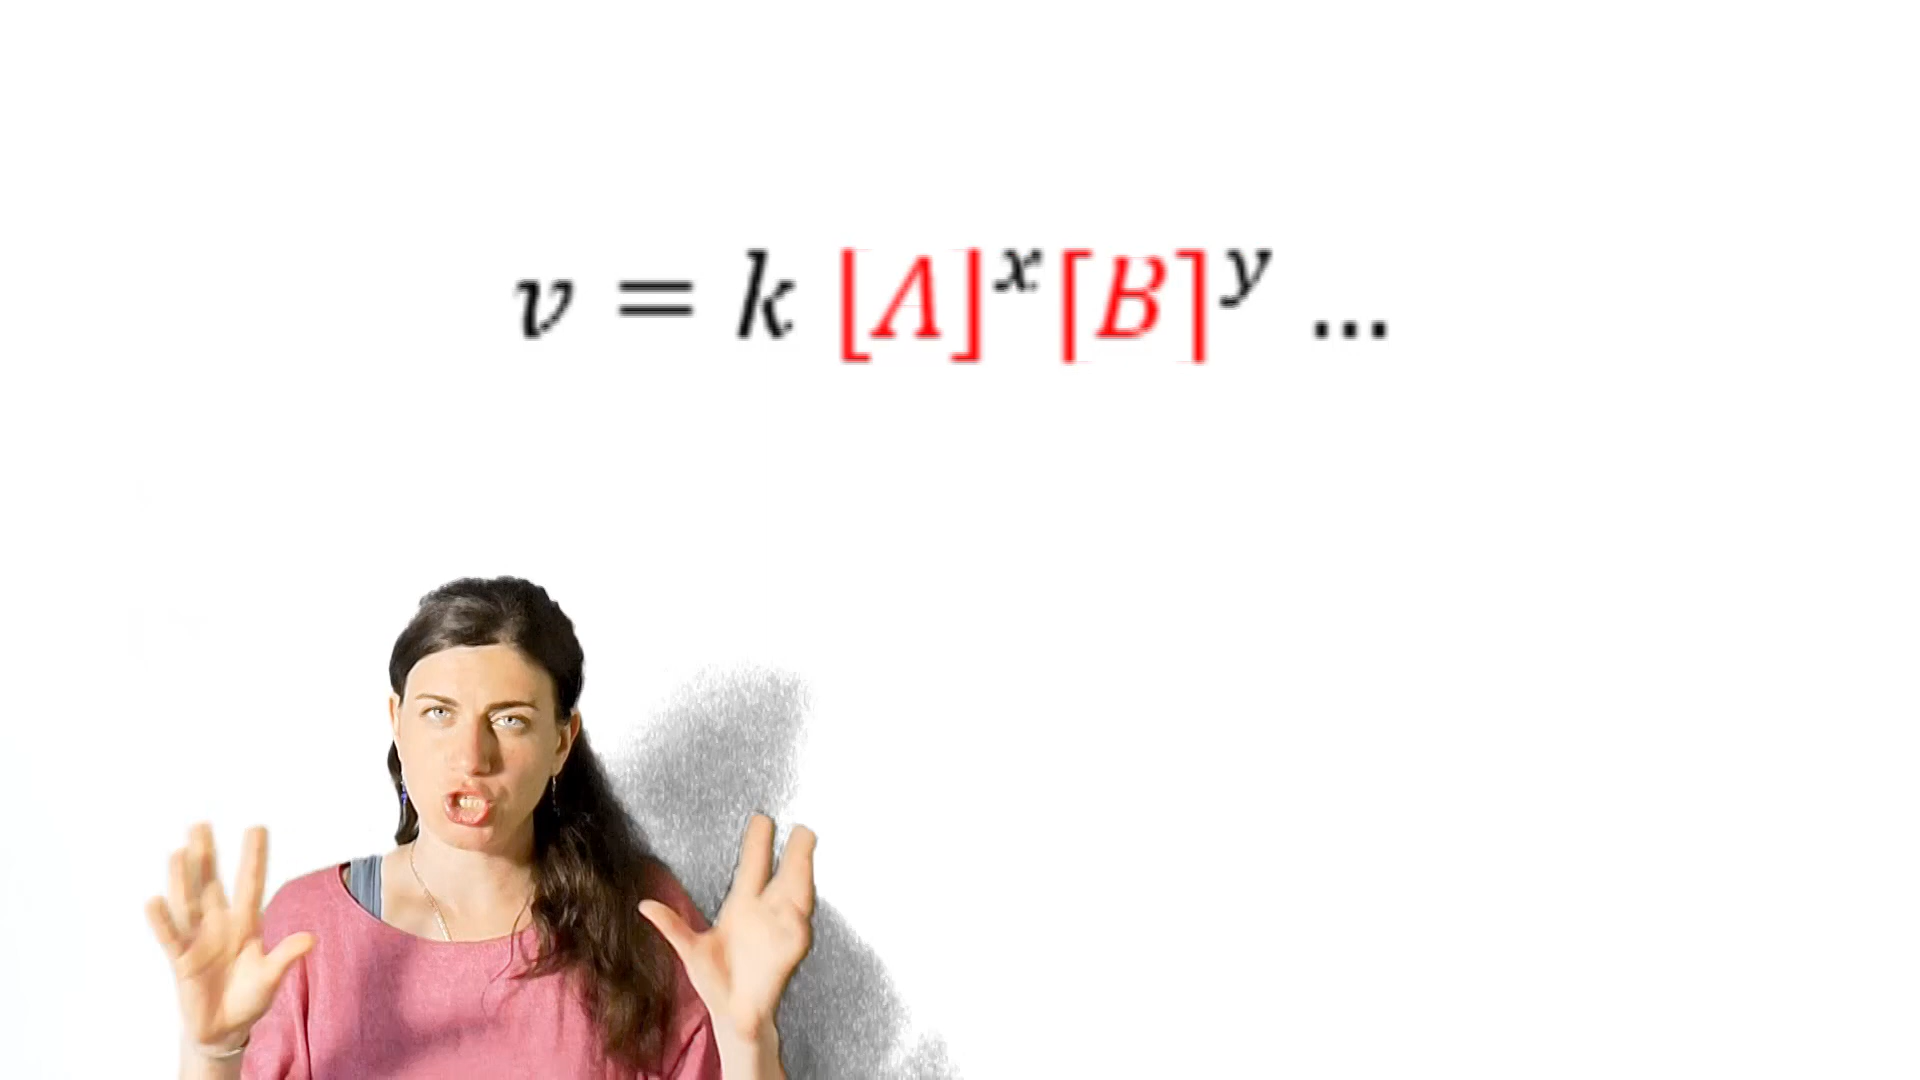 v = k [A]^x [B]^y ...